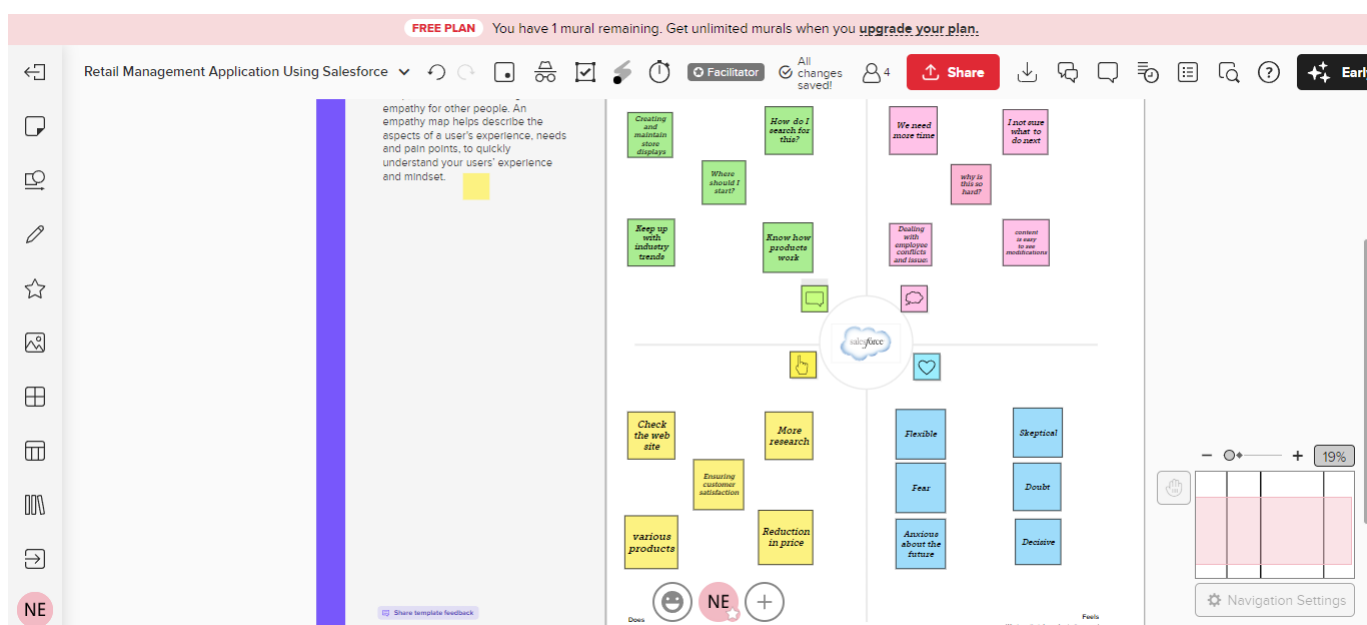 FREE PLAN You have 1 mural remaining. Get unlimited murals when you upgrade your plan.
Retail Management Application Using Salesforce
Facilitator
All
changes
saved!
4
Share
?
Earl
empathy for other people. An
empathy map helps describe the
aspects of a user's experience, needs
and pain points, to quickly
understand your users' experience
and mindset.
Creating
and
maintain
store
displays
How do I
search for
this?
Where
should I
start?
Keep up
with
industry
trends
Know how
products
work
We need
more time
I not sure
what to
do next
why is
this so
hard?
Dealing
with
employee
conflicts
and issues
content
is easy
to see
modifications
salesforce
Check
the web
site
More
research
Ensuring
customer
satisfaction
various
products
Reduction
in price
Flexible
Skeptical
Fear
Doubt
Anxious
about the
future
Decisive
19%
Navigation Settings
NE
Share template feedback
NE
Does
Feels